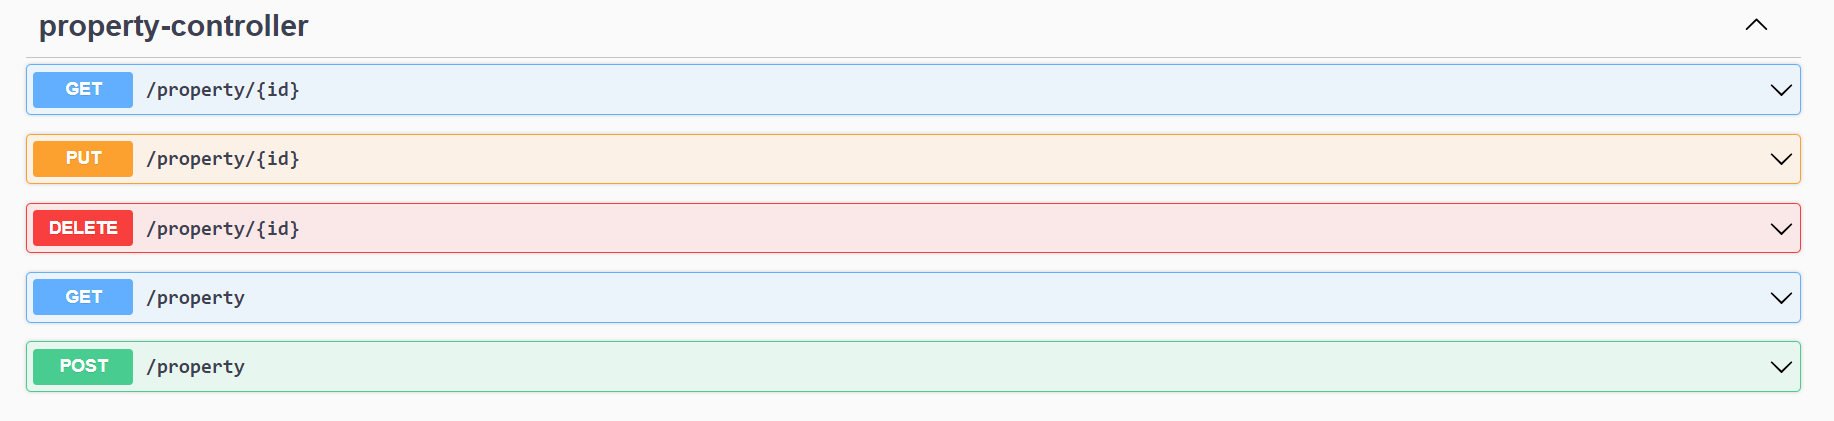 property-controller
GET /property/{id}
PUT /property/{id}
DELETE /property/{id}
GET /property
POST /property